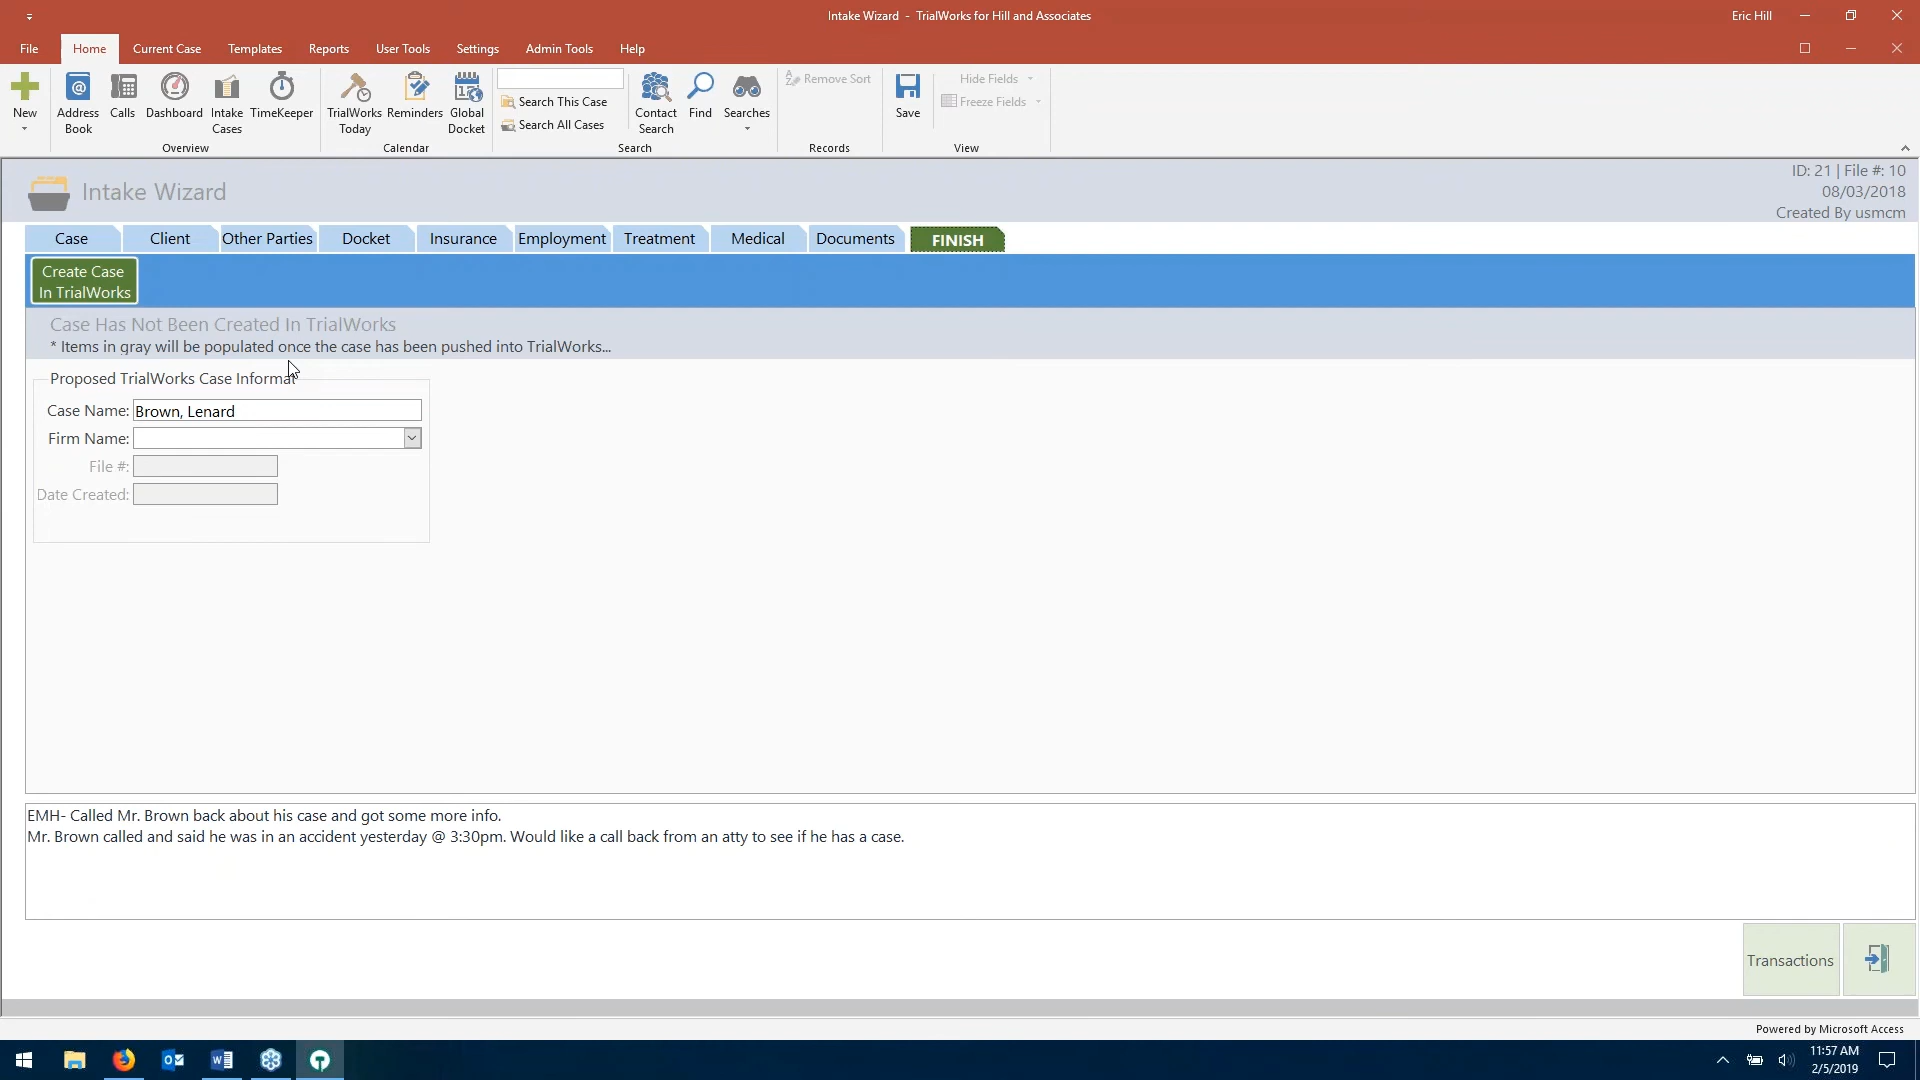 Intake Wizard - TrialWorks for Hill and Associates
Eric Hill
File Home Current Case Templates Reports User Tools Settings Admin Tools Help
New
Address Book
Calls
Dashboard
Intake Cases
TimeKeeper
Overview
TrialWorks Today
Reminders
Global Docket
Calendar
Search This Case
Search All Cases
Contact Search
Find
Searches
Search
Remove Sort
Records
Save
Hide Fields
Freeze Fields
View
Intake Wizard
ID: 21 | File #: 10
08/03/2018
Created By usmcm
Case Client Other Parties Docket Insurance Employment Treatment Medical Documents FINISH
Create Case
In TrialWorks
Case Has Not Been Created In TrialWorks
* Items in gray will be populated once the case has been pushed into TrialWorks...
Proposed TrialWorks Case Informat
Case Name: Brown, Lenard
Firm Name:
File #:
Date Created:
EMH- Called Mr. Brown back about his case and got some more info.
Mr. Brown called and said he was in an accident yesterday @ 3:30pm. Would like a call back from an atty to see if he has a case.
Transactions
Powered by Microsoft Access
11:57 AM
2/5/2019